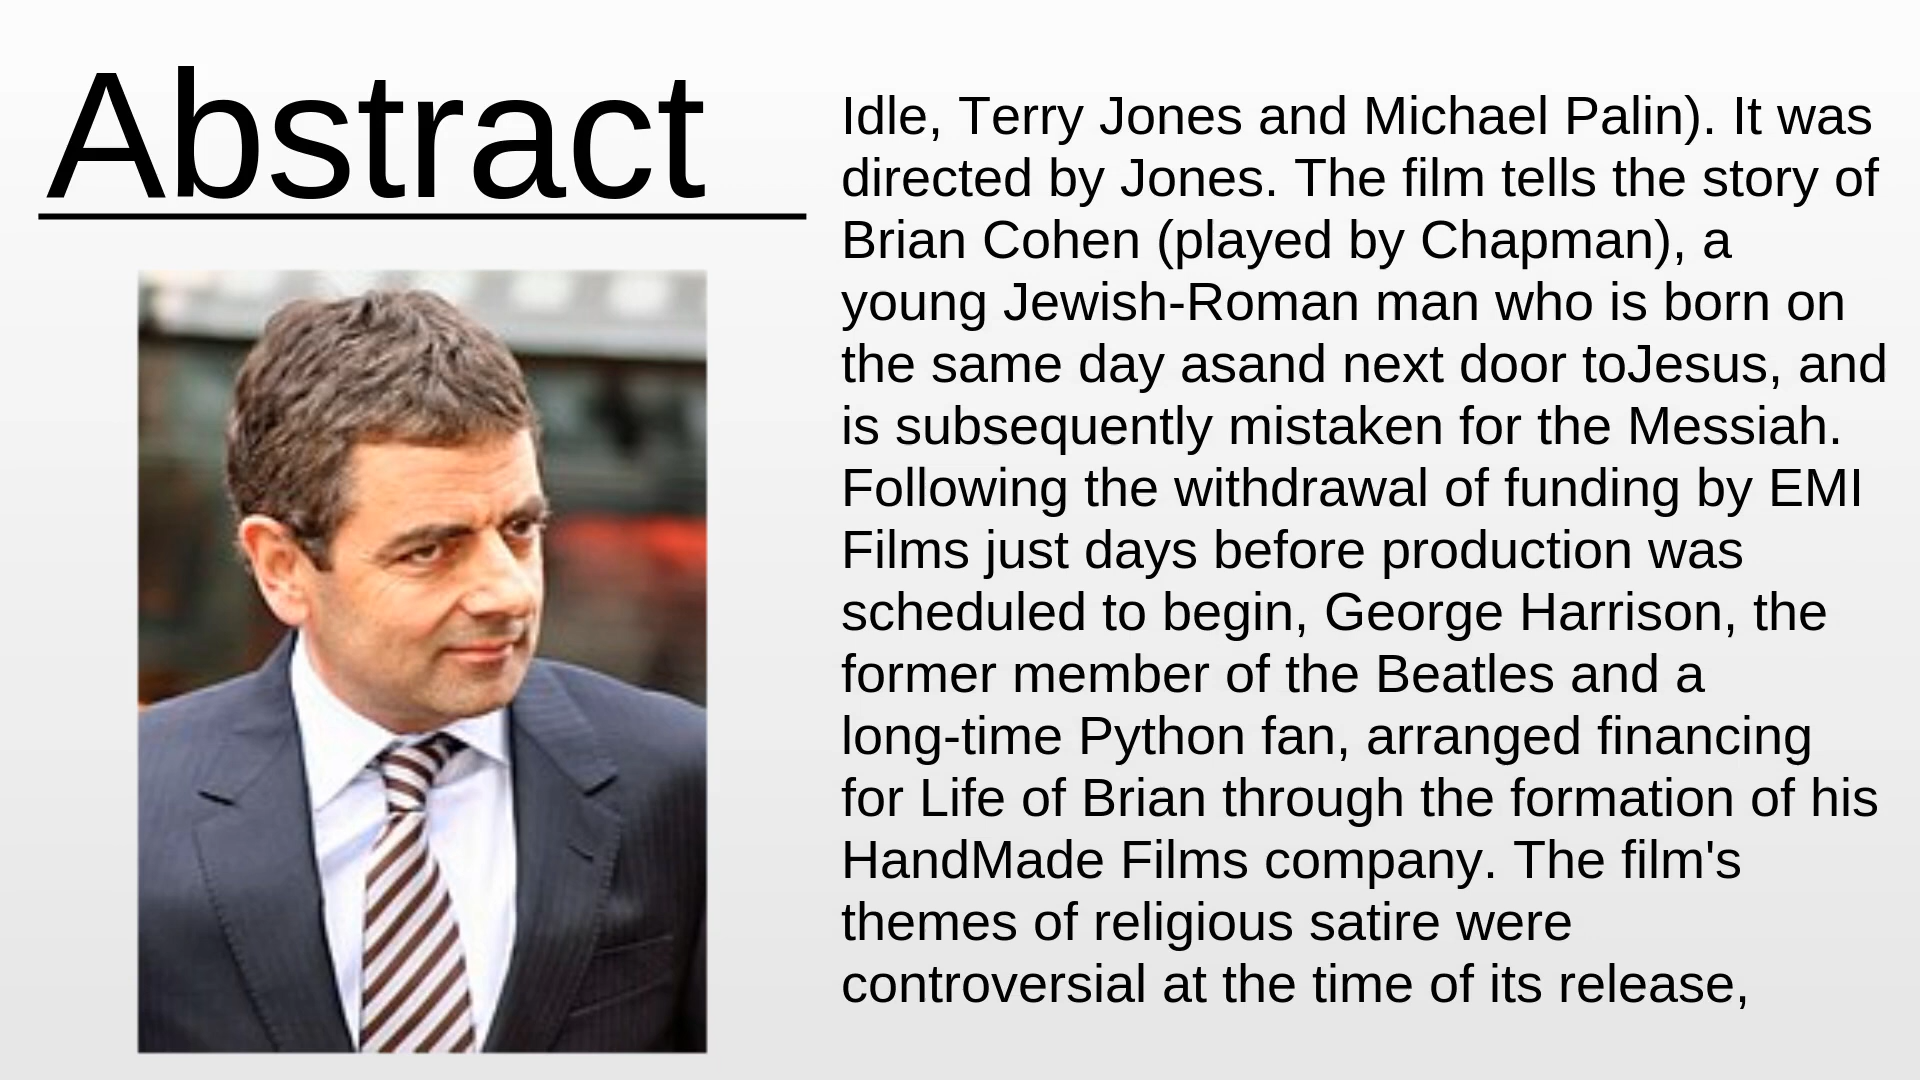 Abstract
Idle, Terry Jones and Michael Palin). It was
directed by Jones. The film tells the story of
Brian Cohen (played by Chapman), a
young Jewish-Roman man who is born on
the same day asand next door toJesus, and
is subsequently mistaken for the Messiah.
Following the withdrawal of funding by EMI
Films just days before production was
scheduled to begin, George Harrison, the
former member of the Beatles and a
long-time Python fan, arranged financing
for Life of Brian through the formation of his
HandMade Films company. The film's
themes of religious satire were
controversial at the time of its release,